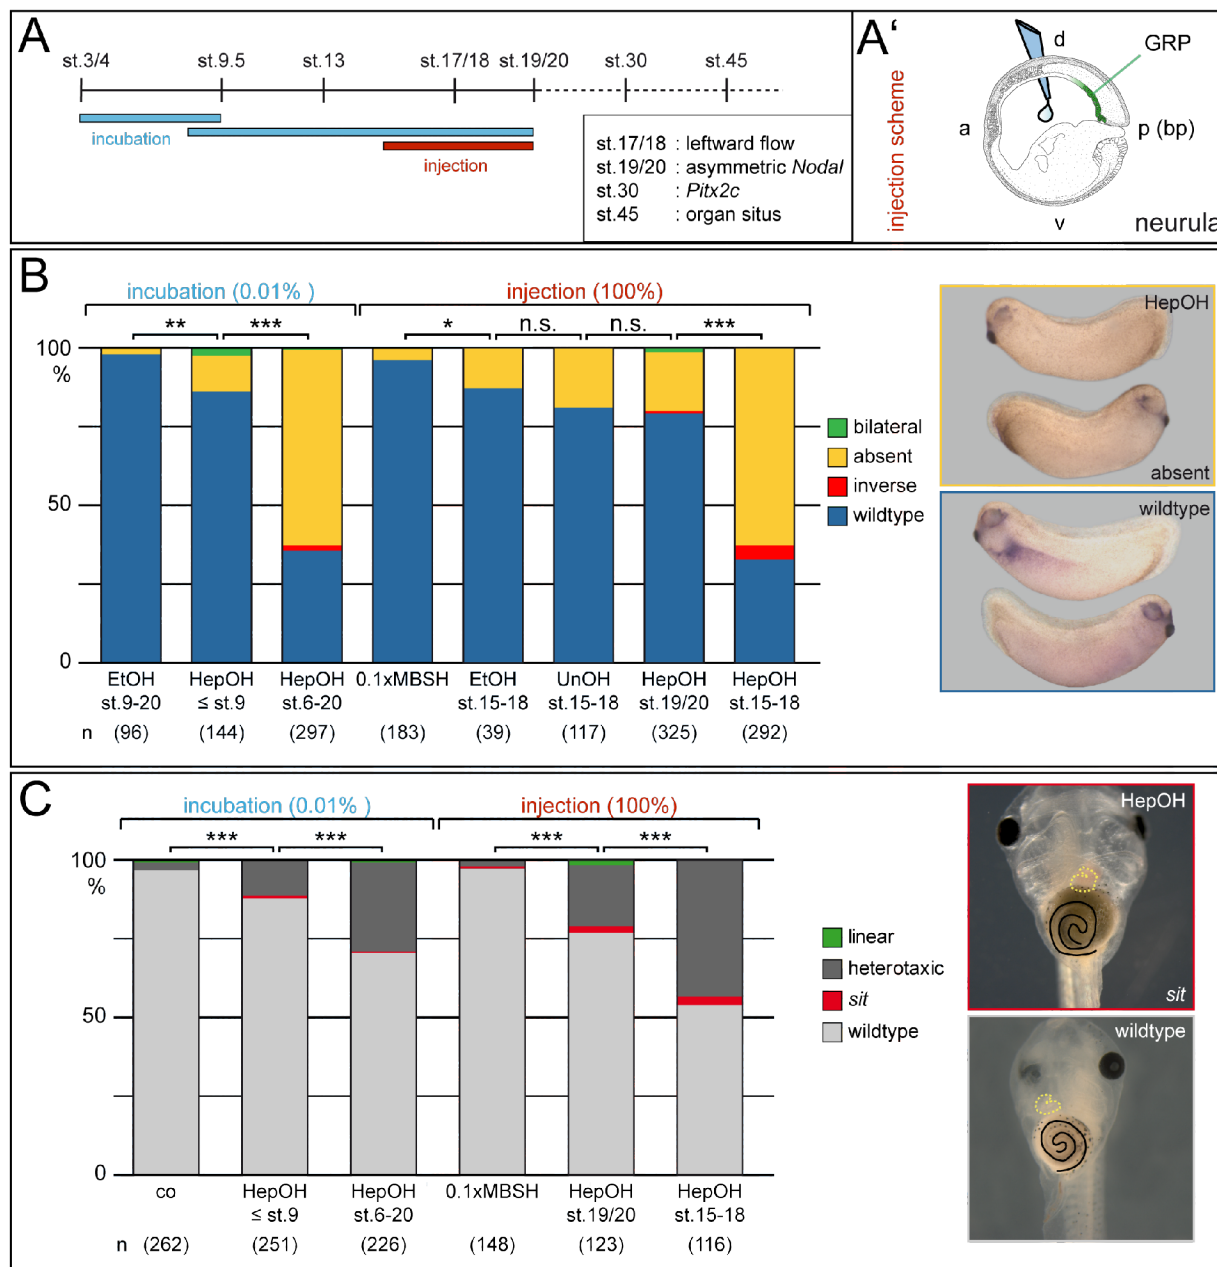 A
st.3/4 st.9.5 st.13 st.17/18 st.19/20 st.30 st.45
incubation
injection
st.17/18 : leftward flow
st.19/20 : asymmetric Nodal
st.30 : Pitx2c
st.45 : organ situs
A'
injection scheme
d
GRP
a
p (bp)
v
neurula
B
incubation (0.01% ) injection (100%)
** *** * n.s. n.s. ***
100
%
50
0
bilateral
absent
inverse
wildtype
EtOH HepOH HepOH 0.1xMBSH EtOH UnOH HepOH HepOH
st.9-20 ≤ st.9 st.6-20 st.15-18 st.15-18 st.19/20 st.15-18
n (96) (144) (297) (183) (39) (117) (325) (292)
HepOH
absent
wildtype
C
incubation (0.01% ) injection (100%)
*** *** *** ***
100
%
50
0
linear
heterotaxic
sit
wildtype
co HepOH HepOH 0.1xMBSH HepOH HepOH
≤ st.9 st.6-20 st.19/20 st.15-18
n (262) (251) (226) (148) (123) (116)
HepOH
sit
wildtype